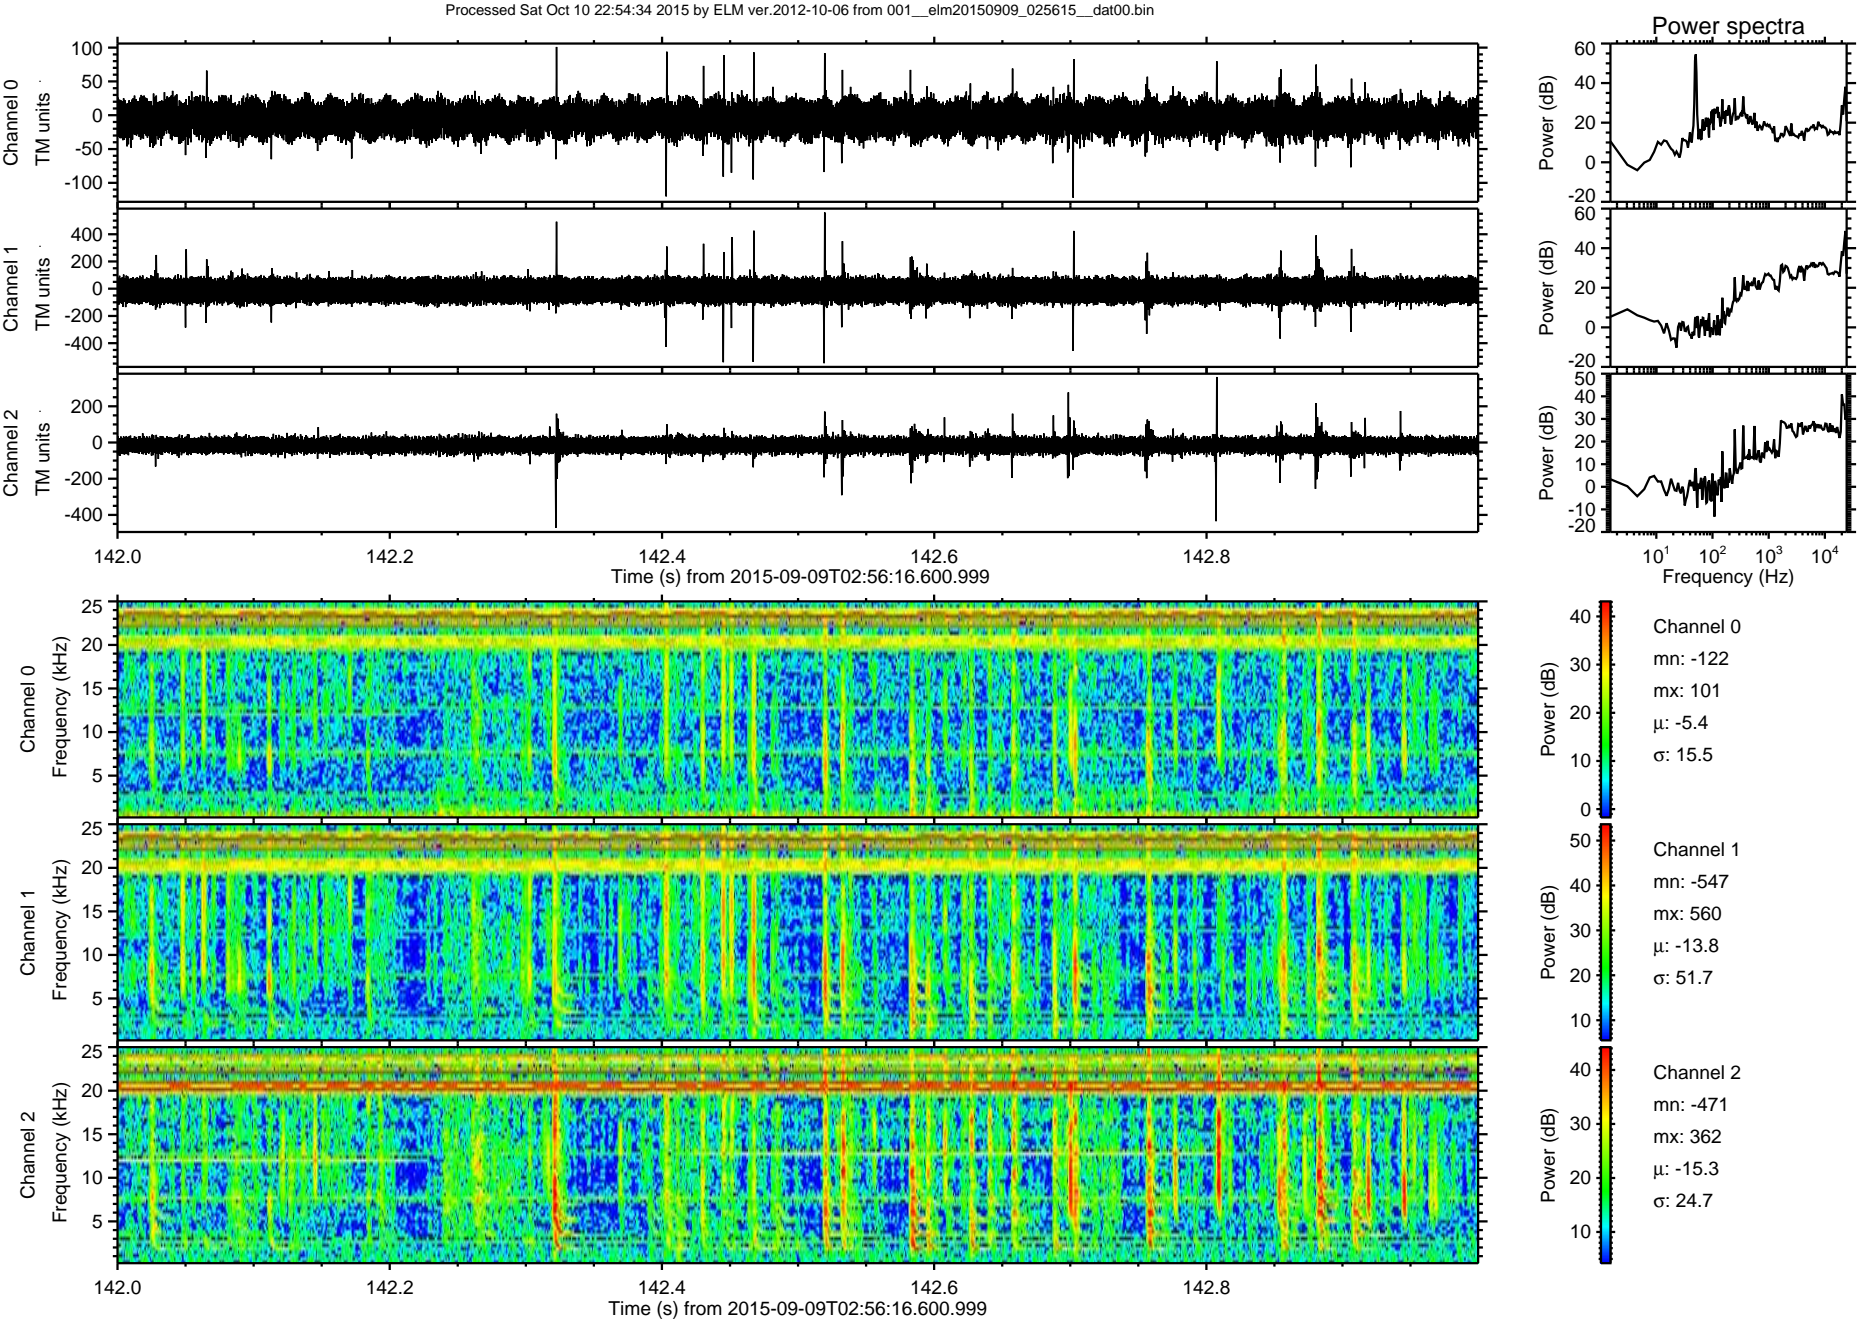 Processed Sat Oct 10 22:54:34 2015 by ELM ver.2012-10-06 from 001__elm20150909_025615__dat00.bin
Power spectra
Channel 0
TM units
100
50
0
-50
-100
Power (dB)
60
40
20
0
-20
Channel 1
TM units
400
200
0
-200
-400
Power (dB)
60
40
20
0
-20
Channel 2
TM units
200
0
-200
-400
Power (dB)
50
40
30
20
10
0
-10
-20
142.0 142.2 142.4 142.6 142.8
Time (s) from 2015-09-09T02:56:16.600.999
10¹ 10² 10³ 10⁴
Frequency (Hz)
Channel 0
Frequency (kHz)
25
20
15
10
5
Power (dB)
40
30
20
10
0
Channel 0
mn: -122
mx: 101
μ: -5.4
σ: 15.5
Channel 1
Frequency (kHz)
25
20
15
10
5
Power (dB)
50
40
30
20
10
Channel 1
mn: -547
mx: 560
μ: -13.8
σ: 51.7
Channel 2
Frequency (kHz)
25
20
15
10
5
Power (dB)
40
30
20
10
Channel 2
mn: -471
mx: 362
μ: -15.3
σ: 24.7
142.0 142.2 142.4 142.6 142.8
Time (s) from 2015-09-09T02:56:16.600.999